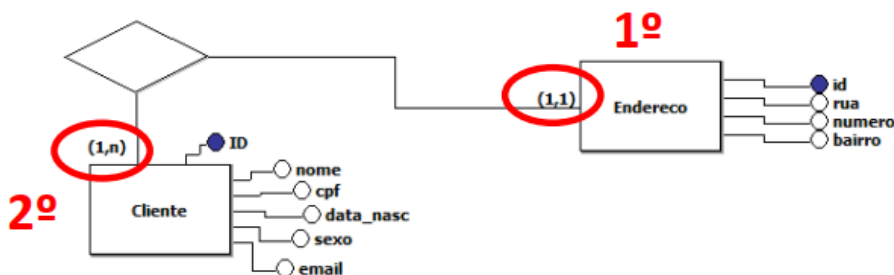 1º
(1,1)
Endereco
id
rua
numero
bairro
(1,n)
ID
2º
Cliente
nome
cpf
data_nasc
sexo
email